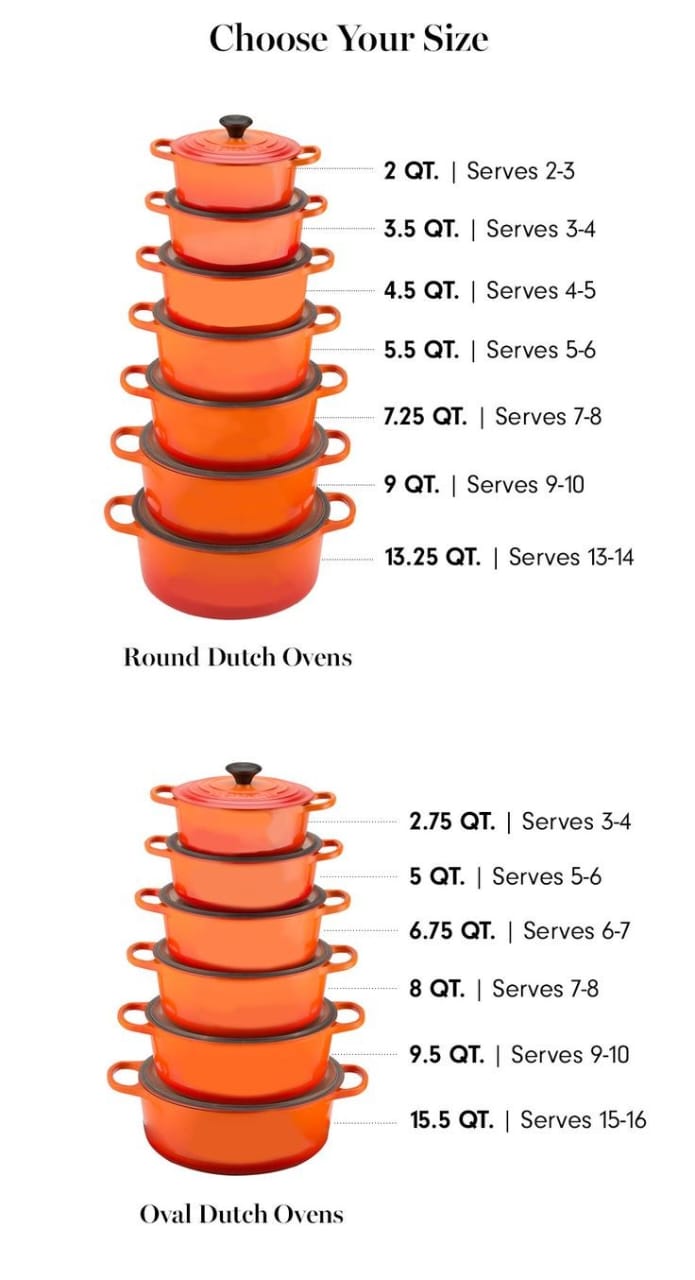 Choose Your Size
2 QT. | Serves 2-3
3.5 QT. | Serves 3-4
4.5 QT. | Serves 4-5
5.5 QT. | Serves 5-6
7.25 QT. | Serves 7-8
9 QT. | Serves 9-10
13.25 QT. | Serves 13-14
Round Dutch Ovens
2.75 QT. | Serves 3-4
5 QT. | Serves 5-6
6.75 QT. | Serves 6-7
8 QT. | Serves 7-8
9.5 QT. | Serves 9-10
15.5 QT. | Serves 15-16
Oval Dutch Ovens